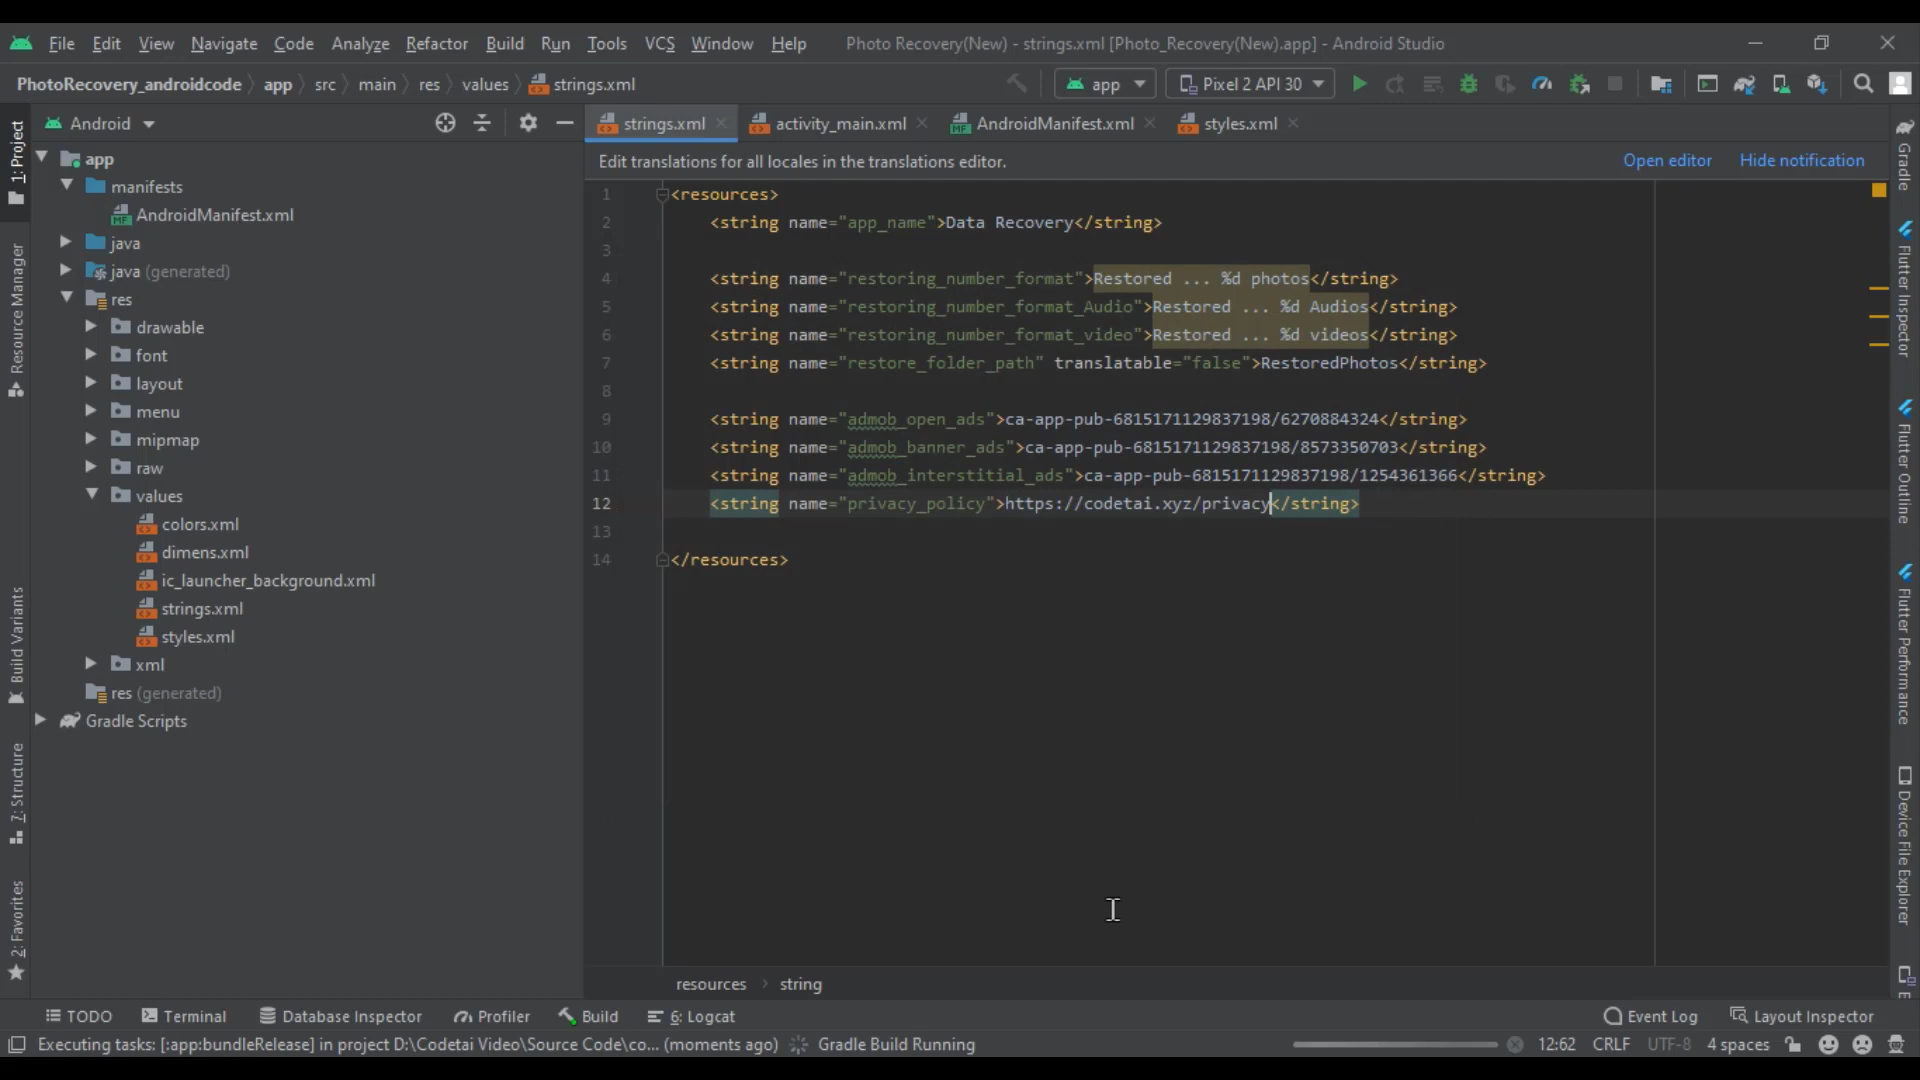 File Edit View Navigate Code Analyze Refactor Build Run Tools VCS Window Help Photo Recovery(New) - strings.xml [Photo_Recovery(New).app] - Android Studio
PhotoRecovery_androidcode app src main res values strings.xml app Pixel 2 API 30
Android
strings.xml activity_main.xml AndroidManifest.xml styles.xml
Edit translations for all locales in the translations editor. Open editor Hide notification
1: Project
Resource Manager
Build Variants
7: Structure
2: Favorites
app
manifests
AndroidManifest.xml
java
java (generated)
res
drawable
font
layout
menu
mipmap
raw
values
colors.xml
dimens.xml
ic_launcher_background.xml
strings.xml
styles.xml
xml
res (generated)
Gradle Scripts
1 <resources>
2 <string name="app_name">Data Recovery</string>
3
4 <string name="restoring_number_format">Restored ... %d photos</string>
5 <string name="restoring_number_format_Audio">Restored ... %d Audios</string>
6 <string name="restoring_number_format_video">Restored ... %d videos</string>
7 <string name="restore_folder_path" translatable="false">RestoredPhotos</string>
8
9 <string name="admob_open_ads">ca-app-pub-6815171129837198/6270884324</string>
10 <string name="admob_banner_ads">ca-app-pub-6815171129837198/8573350703</string>
11 <string name="admob_interstitial_ads">ca-app-pub-6815171129837198/1254361366</string>
12 <string name="privacy_policy">https://codetai.xyz/privacy</string>
13
14 </resources>
Gradle
Flutter Inspector
Flutter Outline
Flutter Performance
Device File Explorer
resources string
TODO Terminal Database Inspector Profiler Build 6: Logcat Event Log Layout Inspector
Executing tasks: [:app:bundleRelease] in project D:\Codetai Video\Source Code\co... (moments ago) Gradle Build Running 12:62 CRLF UTF-8 4 spaces